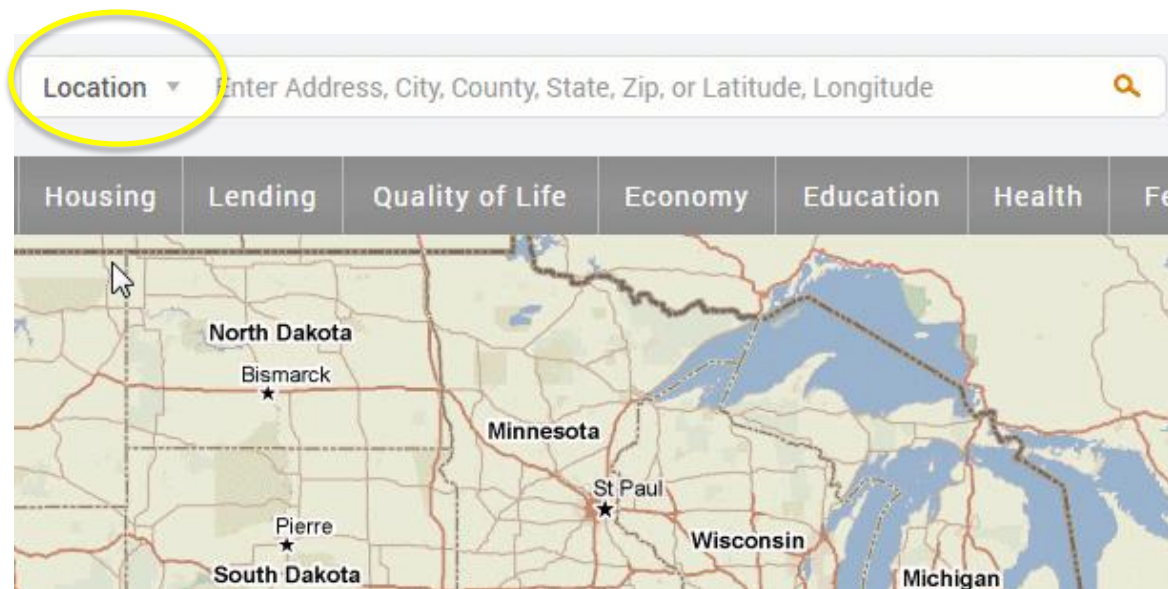 Location Enter Address, City, County, State, Zip, or Latitude, Longitude
Housing Lending Quality of Life Economy Education Health Fe
North Dakota
Bismarck
Minnesota
St Paul
Pierre
Wisconsin
South Dakota
Michigan